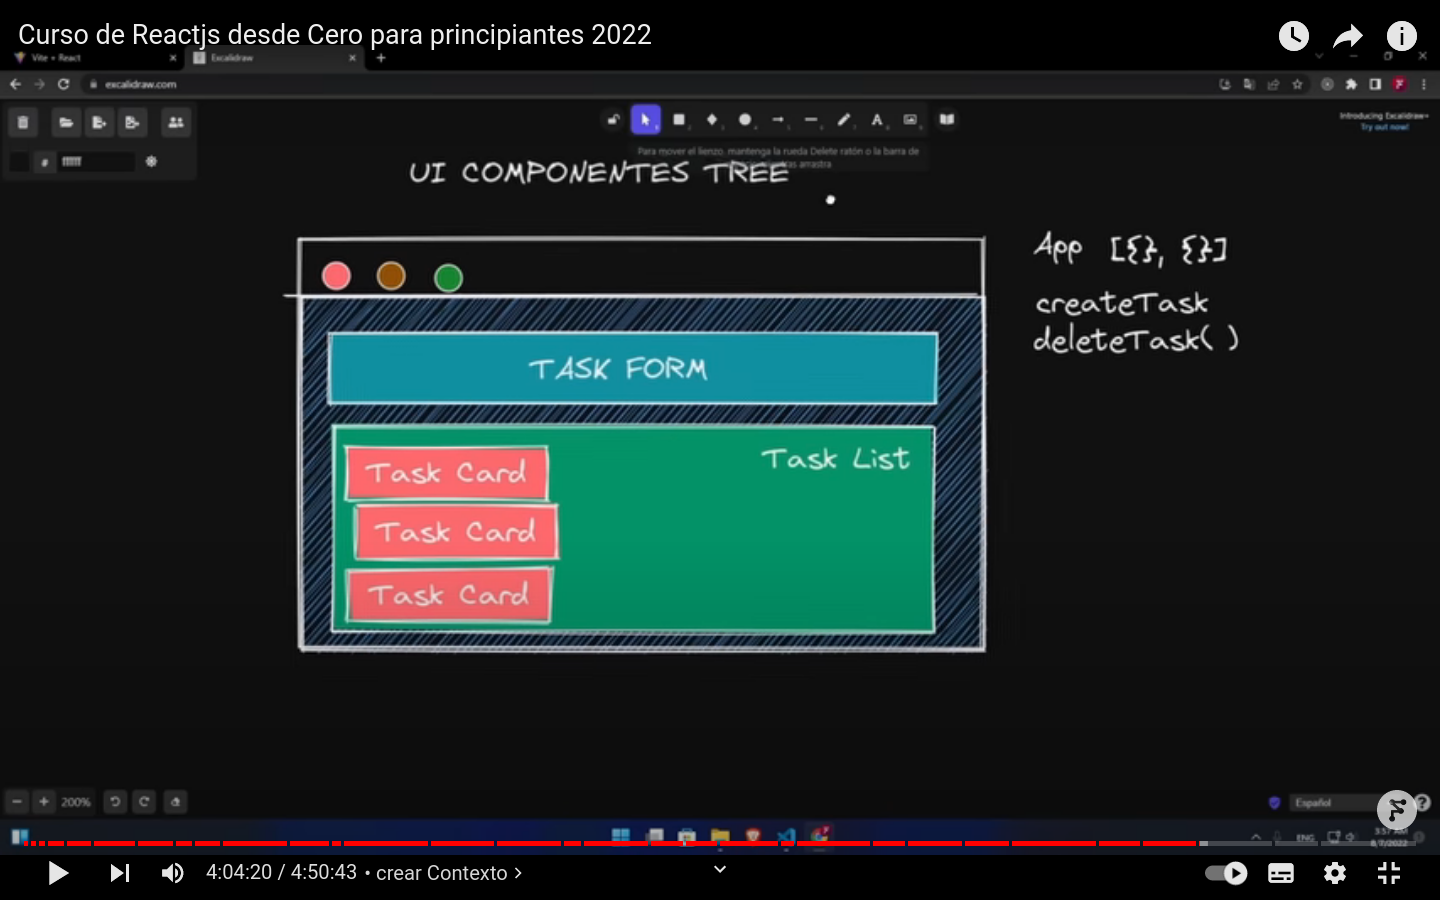 Curso de Reactjs desde Cero para principiantes 2022
Vite + React
Excalidraw
excalidraw.com
Introducing Excalidraw+
Try out now!
# ffffff
Para mover el lienzo, mantenga la rueda Delete ratón o la barra de
arrastra
UI COMPONENTES TREE
App [{}, {}]
createTask
deleteTask( )
TASK FORM
Task List
Task Card
Task Card
Task Card
200%
Español
ENG
8/7/2022
4:04:20 / 4:50:43 • crear Contexto